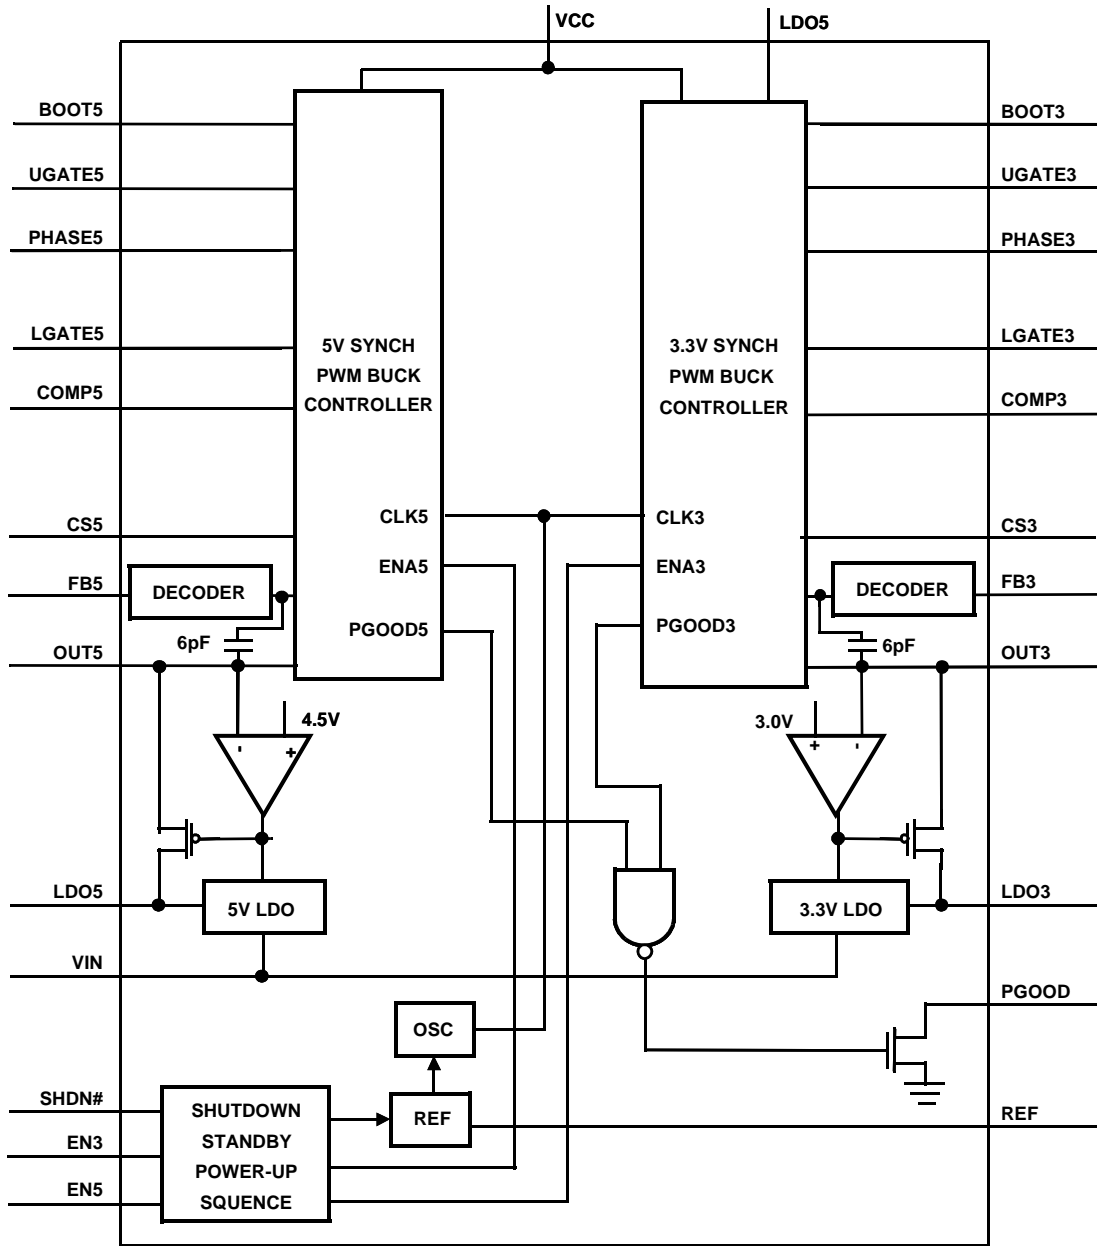 VCC
LDO5
BOOT5
BOOT3
UGATE5
UGATE3
PHASE5
PHASE3
LGATE5
LGATE3
5V SYNCH
PWM BUCK
CONTROLLER
3.3V SYNCH
PWM BUCK
CONTROLLER
COMP5
COMP3
CLK5
CLK3
CS5
CS3
ENA5
ENA3
FB5
DECODER
DECODER
FB3
PGOOD5
PGOOD3
6pF
6pF
OUT5
OUT3
4.5V
3.0V
-
+
+
-
LDO5
5V LDO
3.3V LDO
LDO3
VIN
PGOOD
OSC
SHDN#
SHUTDOWN
STANDBY
POWER-UP
SQUENCE
REF
REF
EN3
EN5